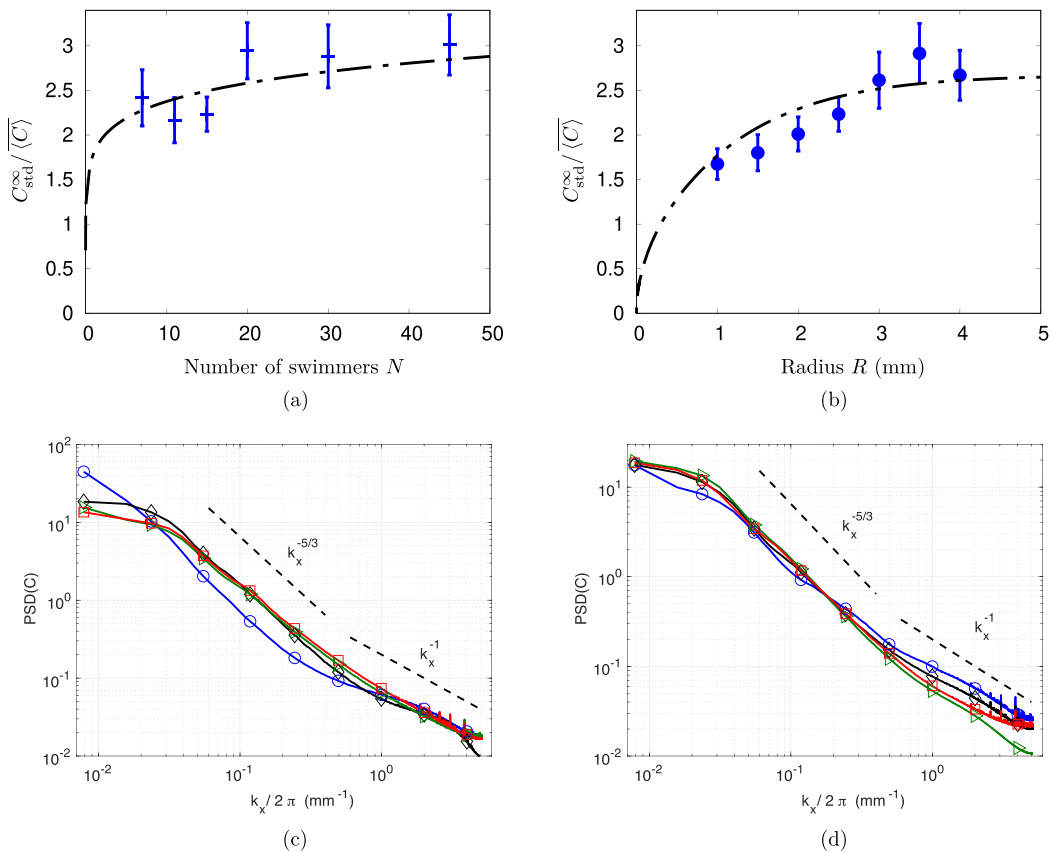 3
2.5
2
1.5
1
0.5
0
C^∞_std / ⟨C⟩
0 10 20 30 40 50
Number of swimmers N
(a)
3
2.5
2
1.5
1
0.5
0
C^∞_std / ⟨C⟩
0 1 2 3 4 5
Radius R (mm)
(b)
10^2
10^1
10^0
10^-1
10^-2
PSD(C)
k_x^-5/3
k_x^-1
10^-2 10^-1 10^0
k_x / 2 π (mm^-1)
(c)
10^1
10^0
10^-1
10^-2
PSD(C)
k_x^-5/3
k_x^-1
10^-2 10^-1 10^0
k_x / 2 π (mm^-1)
(d)